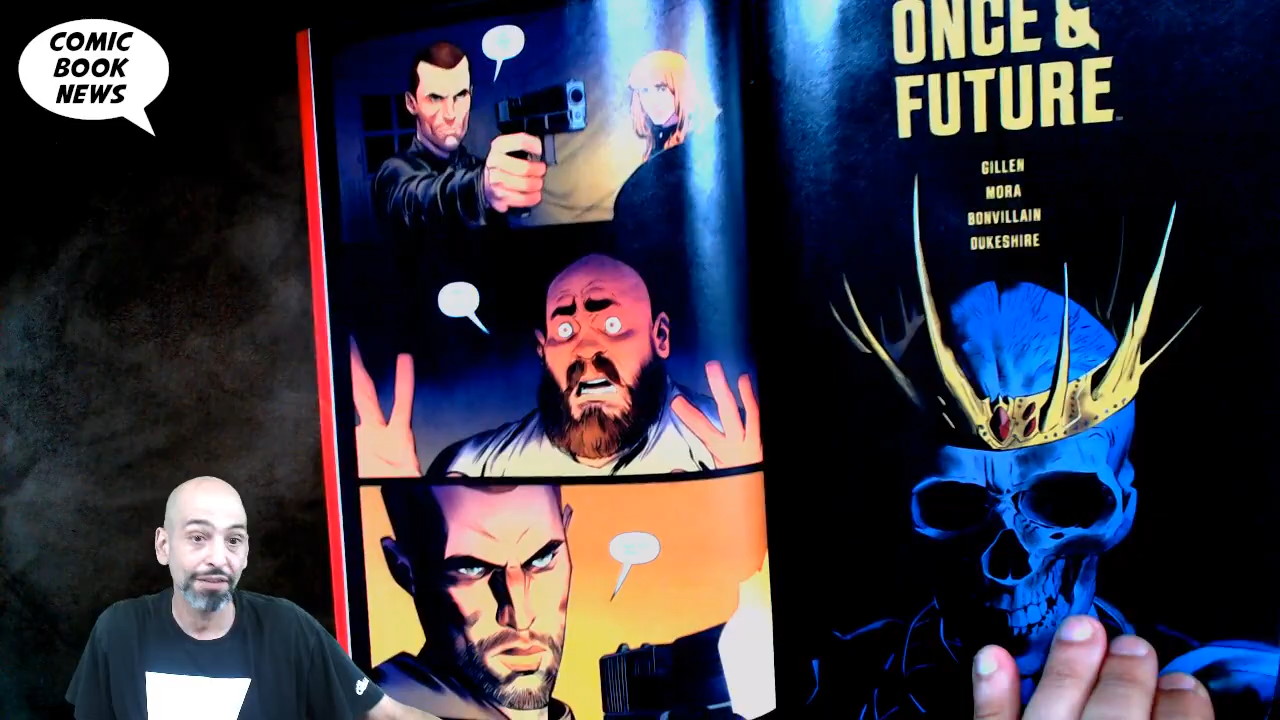 COMIC
BOOK
NEWS
ONCE &
FUTURE
GILLEN
MORA
BONVILLAIN
DUKESHIRE